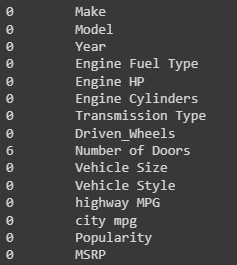 0 Make
0 Model
0 Year
0 Engine Fuel Type
0 Engine HP
0 Engine Cylinders
0 Transmission Type
0 Driven_Wheels
6 Number of Doors
0 Vehicle Size
0 Vehicle Style
0 highway MPG
0 city mpg
0 Popularity
0 MSRP